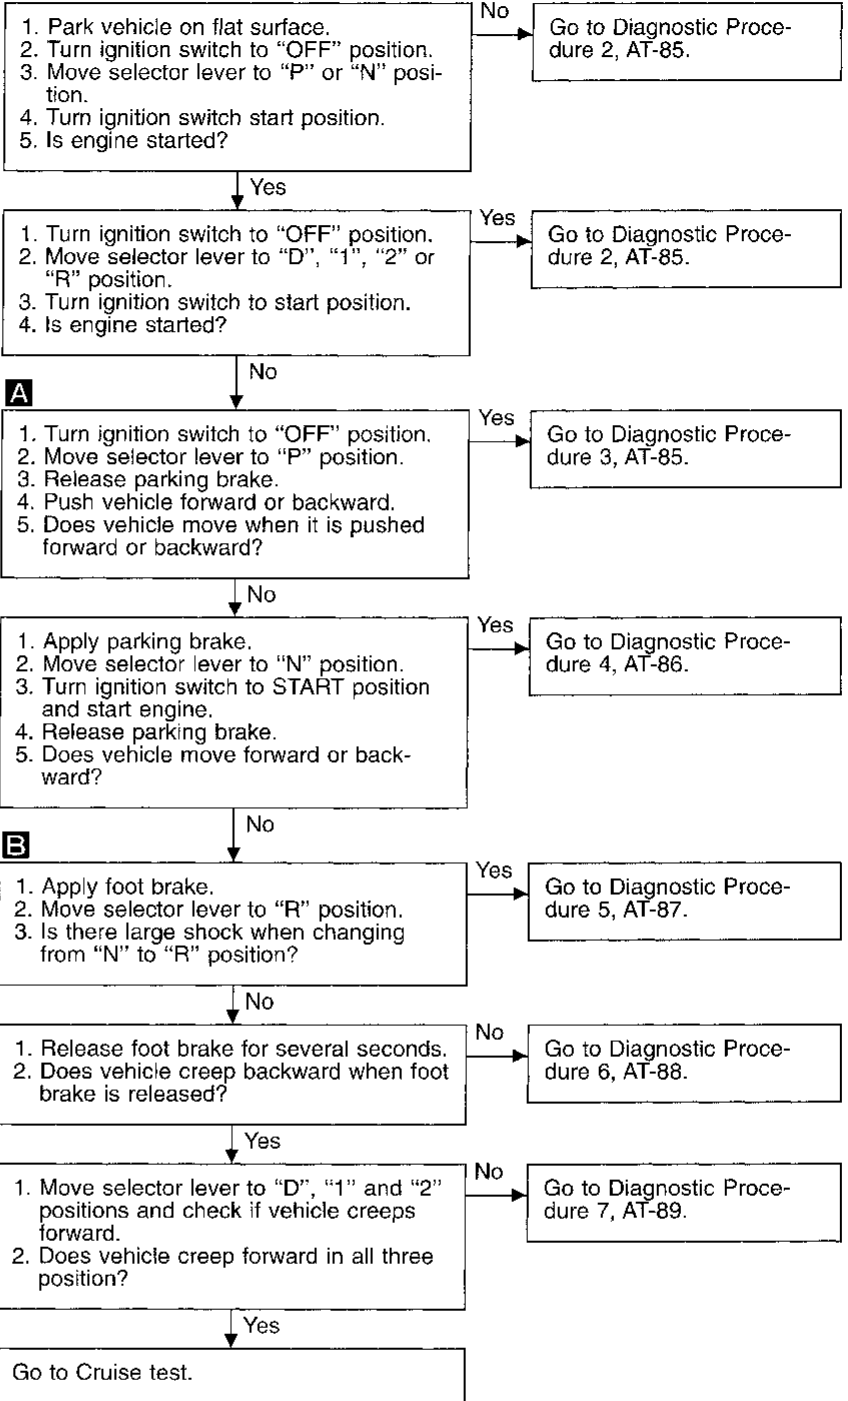 1. Park vehicle on flat surface.
2. Turn ignition switch to "OFF" position.
3. Move selector lever to "P" or "N" posi-
tion.
4. Turn ignition switch start position.
5. Is engine started?
No
Go to Diagnostic Proce-
dure 2, AT-85.
Yes
1. Turn ignition switch to "OFF" position.
2. Move selector lever to "D", "1", "2" or
"R" position.
3. Turn ignition switch to start position.
4. Is engine started?
Yes
Go to Diagnostic Proce-
dure 2, AT-85.
No
A
1. Turn ignition switch to "OFF" position.
2. Move selector lever to "P" position.
3. Release parking brake.
4. Push vehicle forward or backward.
5. Does vehicle move when it is pushed
forward or backward?
Yes
Go to Diagnostic Proce-
dure 3, AT-85.
No
1. Apply parking brake.
2. Move selector lever to "N" position.
3. Turn ignition switch to START position
and start engine.
4. Release parking brake.
5. Does vehicle move forward or back-
ward?
Yes
Go to Diagnostic Proce-
dure 4, AT-86.
No
B
1. Apply foot brake.
2. Move selector lever to "R" position.
3. Is there large shock when changing
from "N" to "R" position?
Yes
Go to Diagnostic Proce-
dure 5, AT-87.
No
1. Release foot brake for several seconds.
2. Does vehicle creep backward when foot
brake is released?
No
Go to Diagnostic Proce-
dure 6, AT-88.
Yes
1. Move selector lever to "D", "1" and "2"
positions and check if vehicle creeps
forward.
2. Does vehicle creep forward in all three
position?
No
Go to Diagnostic Proce-
dure 7, AT-89.
Yes
Go to Cruise test.